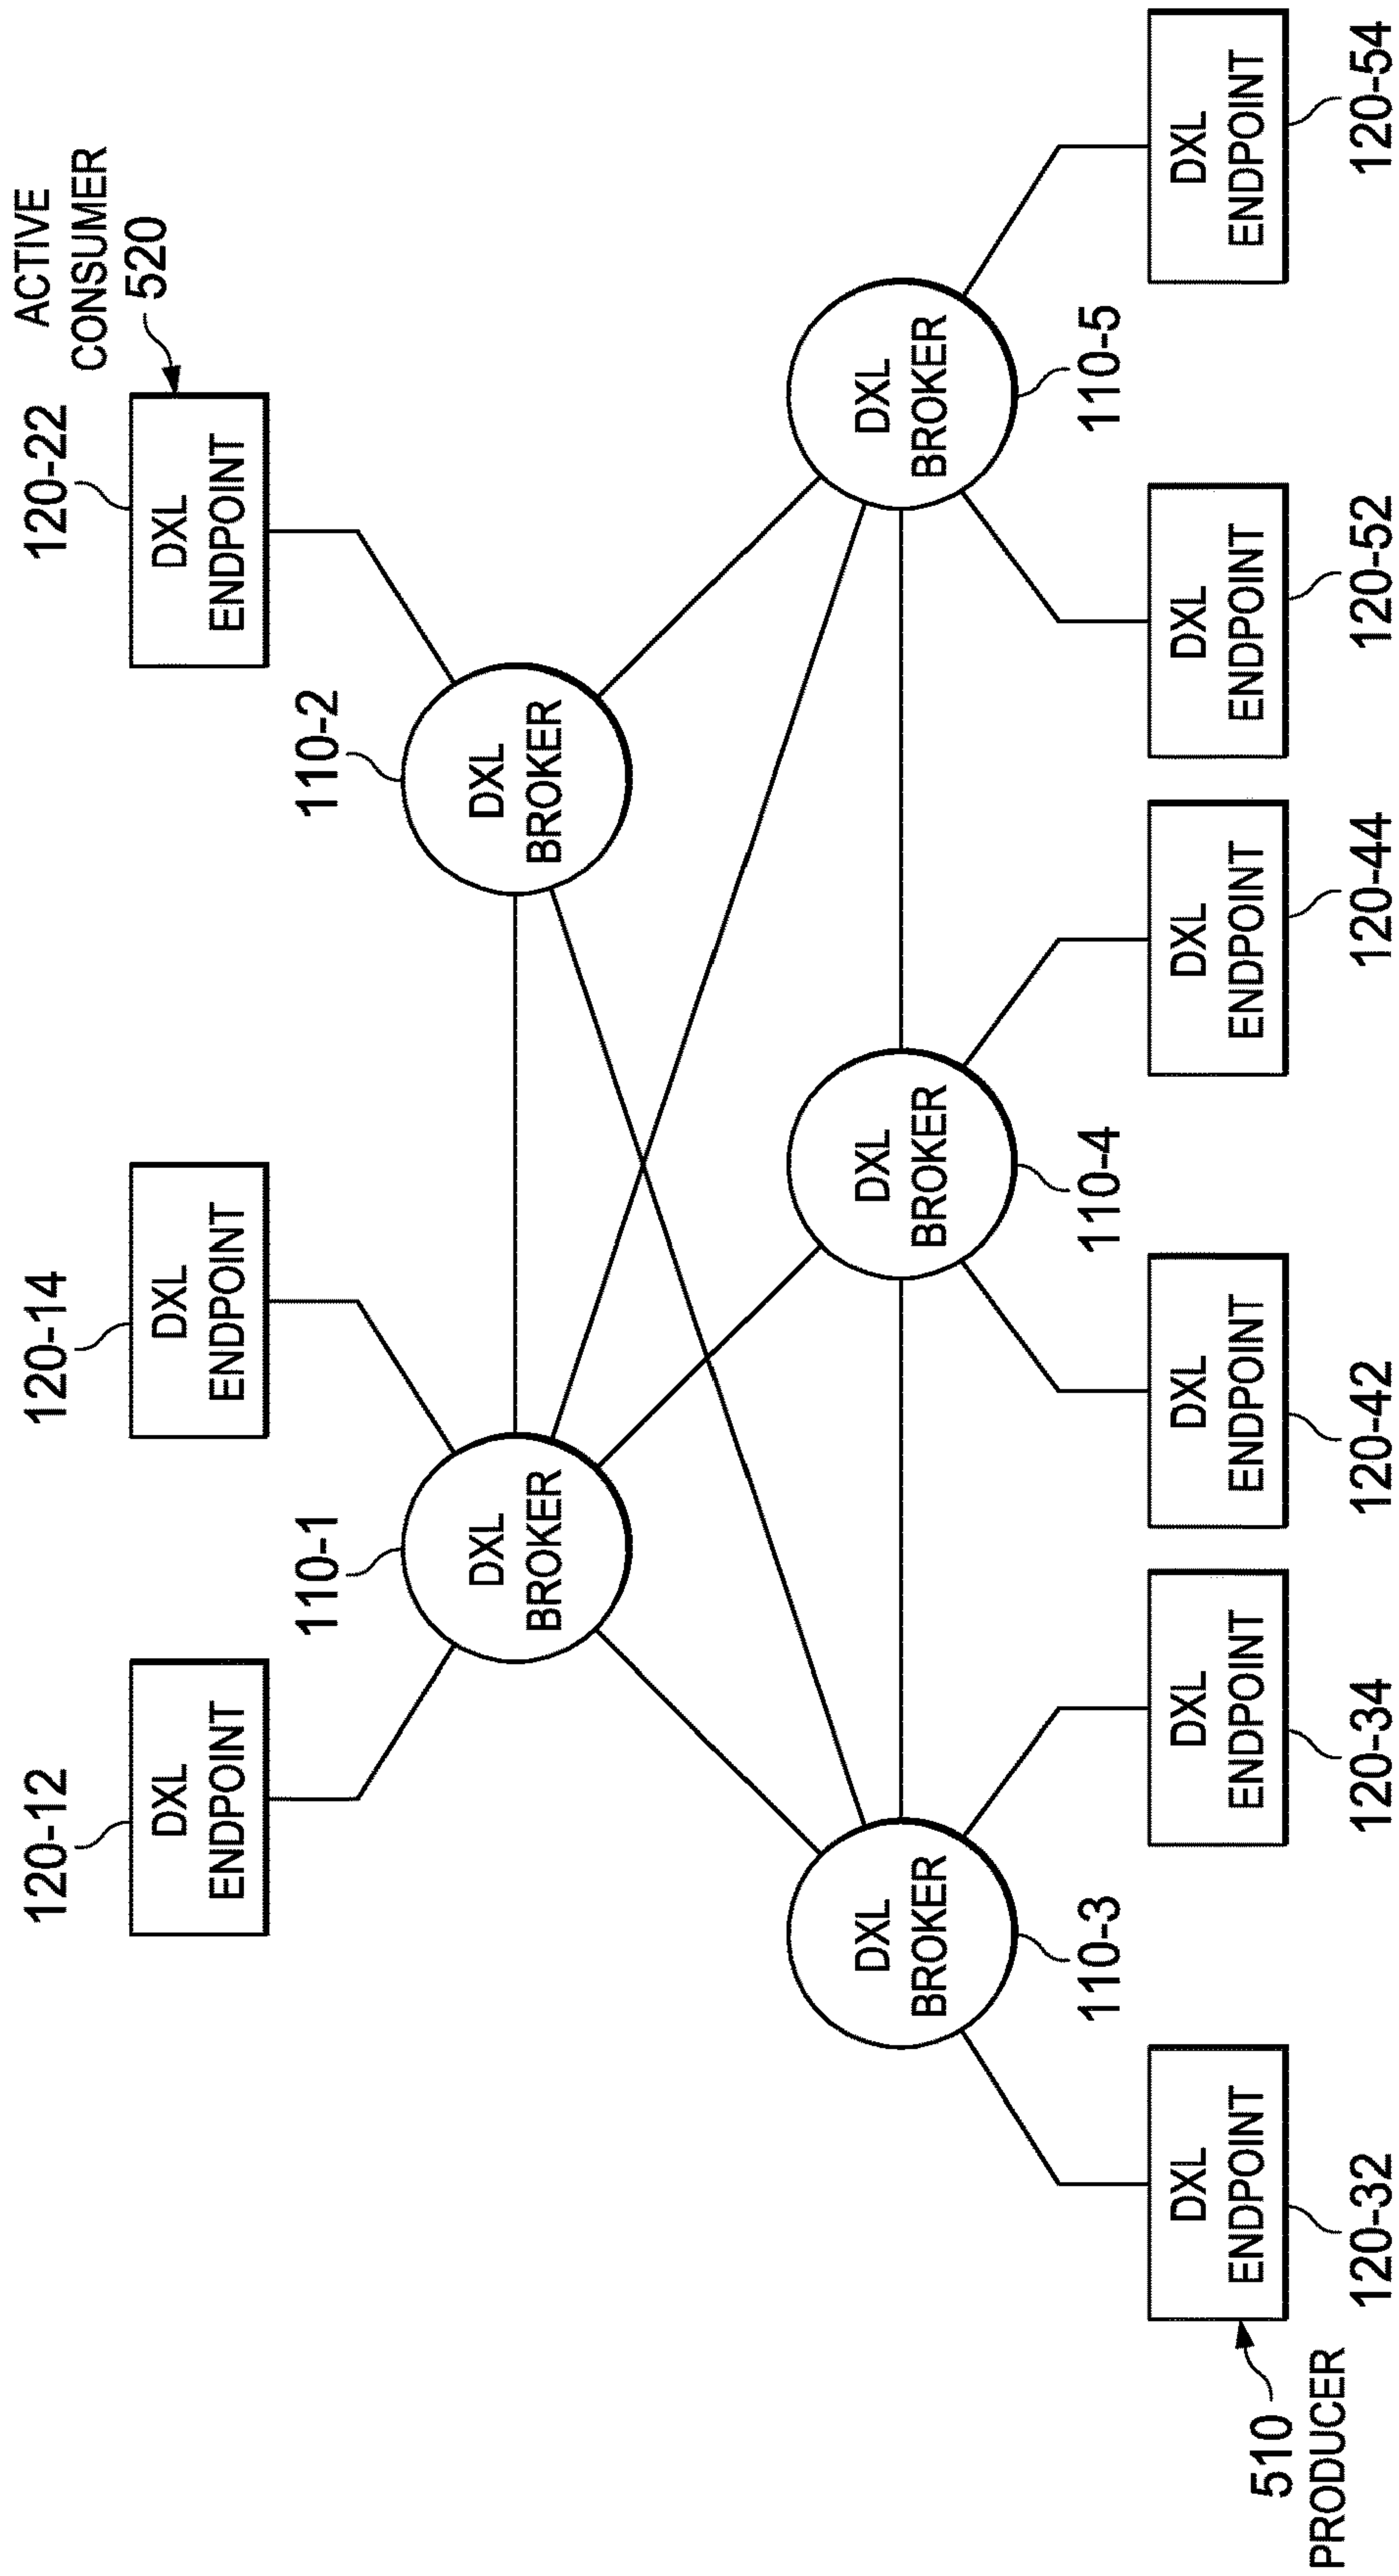 ACTIVE
CONSUMER
520
120-12
DXL
ENDPOINT
120-14
DXL
ENDPOINT
120-22
DXL
ENDPOINT
110-1
DXL
BROKER
110-2
DXL
BROKER
DXL
BROKER
110-3
DXL
BROKER
110-4
DXL
BROKER
110-5
510
PRODUCER
DXL
ENDPOINT
120-32
DXL
ENDPOINT
120-34
DXL
ENDPOINT
120-42
DXL
ENDPOINT
120-44
DXL
ENDPOINT
120-52
DXL
ENDPOINT
120-54